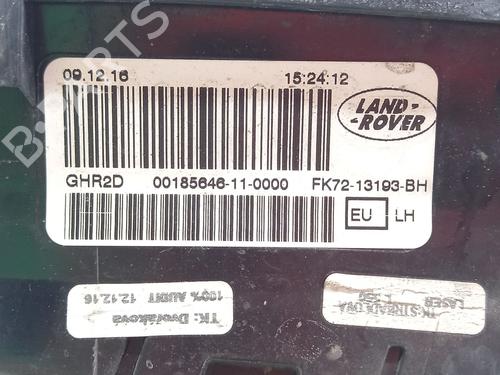 09.12.16 15:24:12
LAND-
-ROVER
GHR2D 00185646-11-0000 FK72-13193-BH
EU LH
TK: Dvořáková
100% AUDIT 12.12.16
LASER